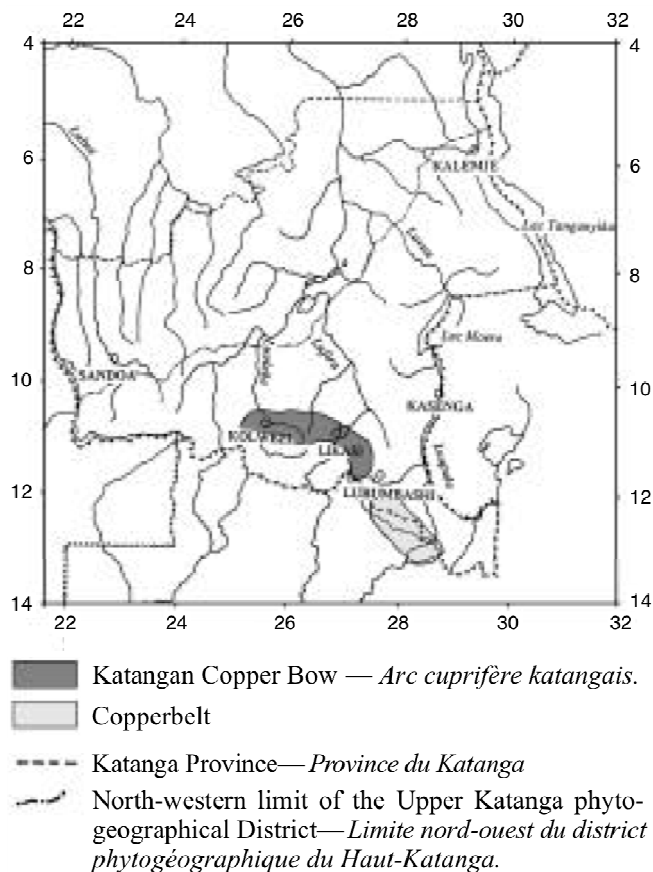 22 24 26 28 30 32
4 4
6 6
KALEMIE
Lac Tanganyika
8 8
Lac Moero
SANDOA
10 10
KASENGA
KOLWEZI
LIKASI
12 12
LUBUMBASHI
14 14
22 24 26 28 30 32
Katangan Copper Bow — Arc cuprifère katangais.
Copperbelt
Katanga Province— Province du Katanga
North-western limit of the Upper Katanga phyto-
geographical District— Limite nord-ouest du district
phytogéographique du Haut-Katanga.